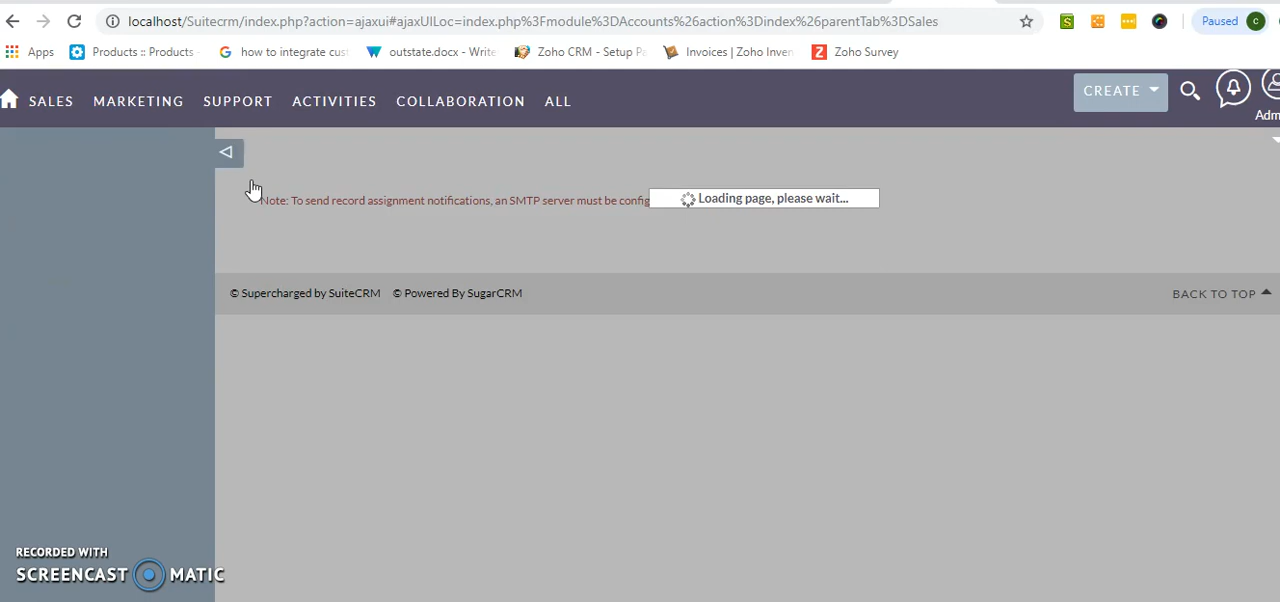 localhost/Suitecrm/index.php?action=ajaxui#ajaxUILoc=index.php%3Fmodule%3DAccounts%26action%3Dindex%26parentTab%3DSales
Paused C
Apps Products :: Products how to integrate cust outstate.docx - Write Zoho CRM - Setup Pa Invoices | Zoho Inven Zoho Survey
SALES MARKETING SUPPORT ACTIVITIES COLLABORATION ALL CREATE
Adm
Note: To send record assignment notifications, an SMTP server must be config
Loading page, please wait...
© Supercharged by SuiteCRM © Powered By SugarCRM BACK TO TOP
RECORDED WITH
SCREENCAST MATIC